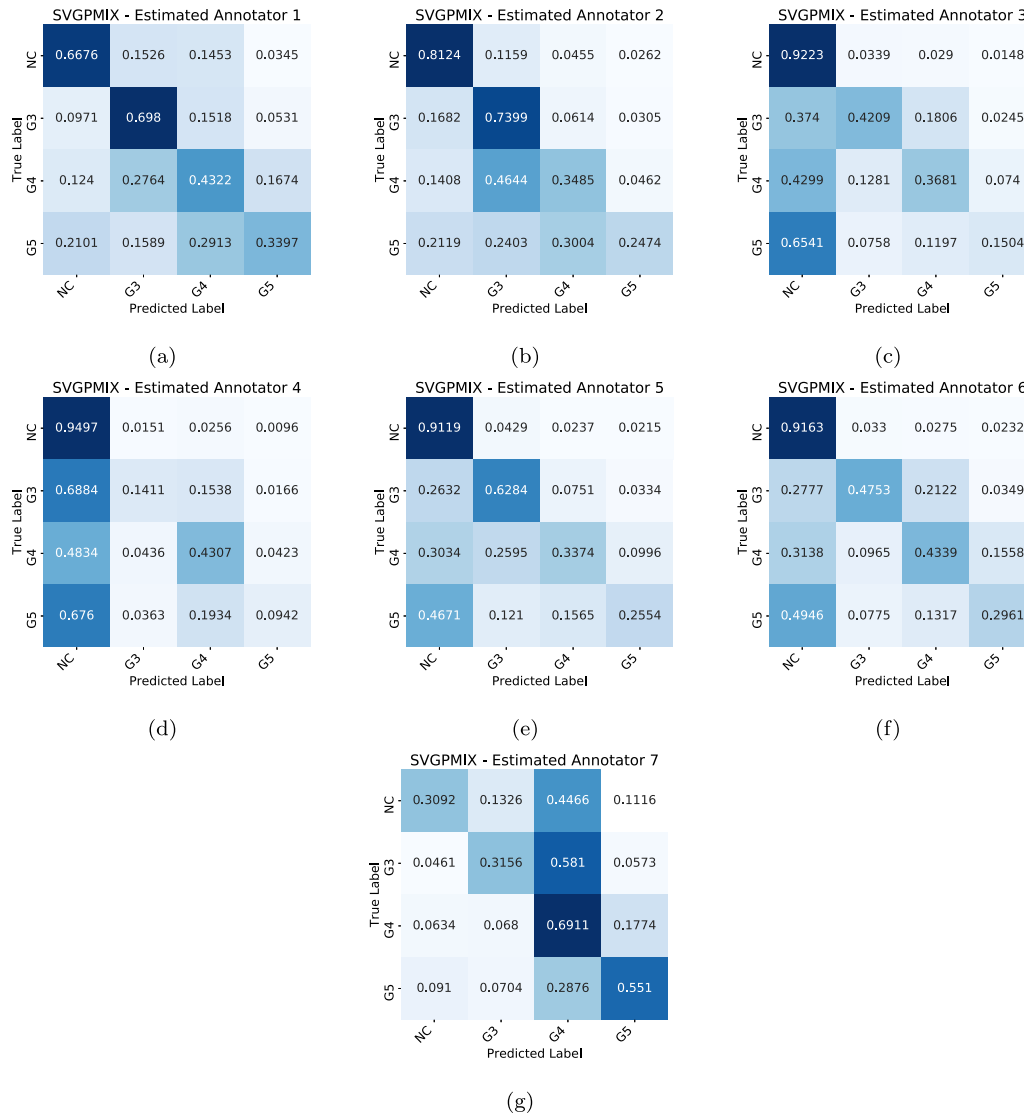 SVGPMIX - Estimated Annotator 1
NC 0.6676 0.1526 0.1453 0.0345
G3 0.0971 0.698 0.1518 0.0531
G4 0.124 0.2764 0.4322 0.1674
G5 0.2101 0.1589 0.2913 0.3397
True Label
NC G3 G4 G5
Predicted Label
(a)
SVGPMIX - Estimated Annotator 2
NC 0.8124 0.1159 0.0455 0.0262
G3 0.1682 0.7399 0.0614 0.0305
G4 0.1408 0.4644 0.3485 0.0462
G5 0.2119 0.2403 0.3004 0.2474
True Label
NC G3 G4 G5
Predicted Label
(b)
SVGPMIX - Estimated Annotator 3
NC 0.9223 0.0339 0.029 0.0148
G3 0.374 0.4209 0.1806 0.0245
G4 0.4299 0.1281 0.3681 0.074
G5 0.6541 0.0758 0.1197 0.1504
True Label
NC G3 G4 G5
Predicted Label
(c)
SVGPMIX - Estimated Annotator 4
NC 0.9497 0.0151 0.0256 0.0096
G3 0.6884 0.1411 0.1538 0.0166
G4 0.4834 0.0436 0.4307 0.0423
G5 0.676 0.0363 0.1934 0.0942
True Label
NC G3 G4 G5
Predicted Label
(d)
SVGPMIX - Estimated Annotator 5
NC 0.9119 0.0429 0.0237 0.0215
G3 0.2632 0.6284 0.0751 0.0334
G4 0.3034 0.2595 0.3374 0.0996
G5 0.4671 0.121 0.1565 0.2554
True Label
NC G3 G4 G5
Predicted Label
(e)
SVGPMIX - Estimated Annotator 6
NC 0.9163 0.033 0.0275 0.0232
G3 0.2777 0.4753 0.2122 0.0349
G4 0.3138 0.0965 0.4339 0.1558
G5 0.4946 0.0775 0.1317 0.2961
True Label
NC G3 G4 G5
Predicted Label
(f)
SVGPMIX - Estimated Annotator 7
NC 0.3092 0.1326 0.4466 0.1116
G3 0.0461 0.3156 0.581 0.0573
G4 0.0634 0.068 0.6911 0.1774
G5 0.091 0.0704 0.2876 0.551
True Label
NC G3 G4 G5
Predicted Label
(g)